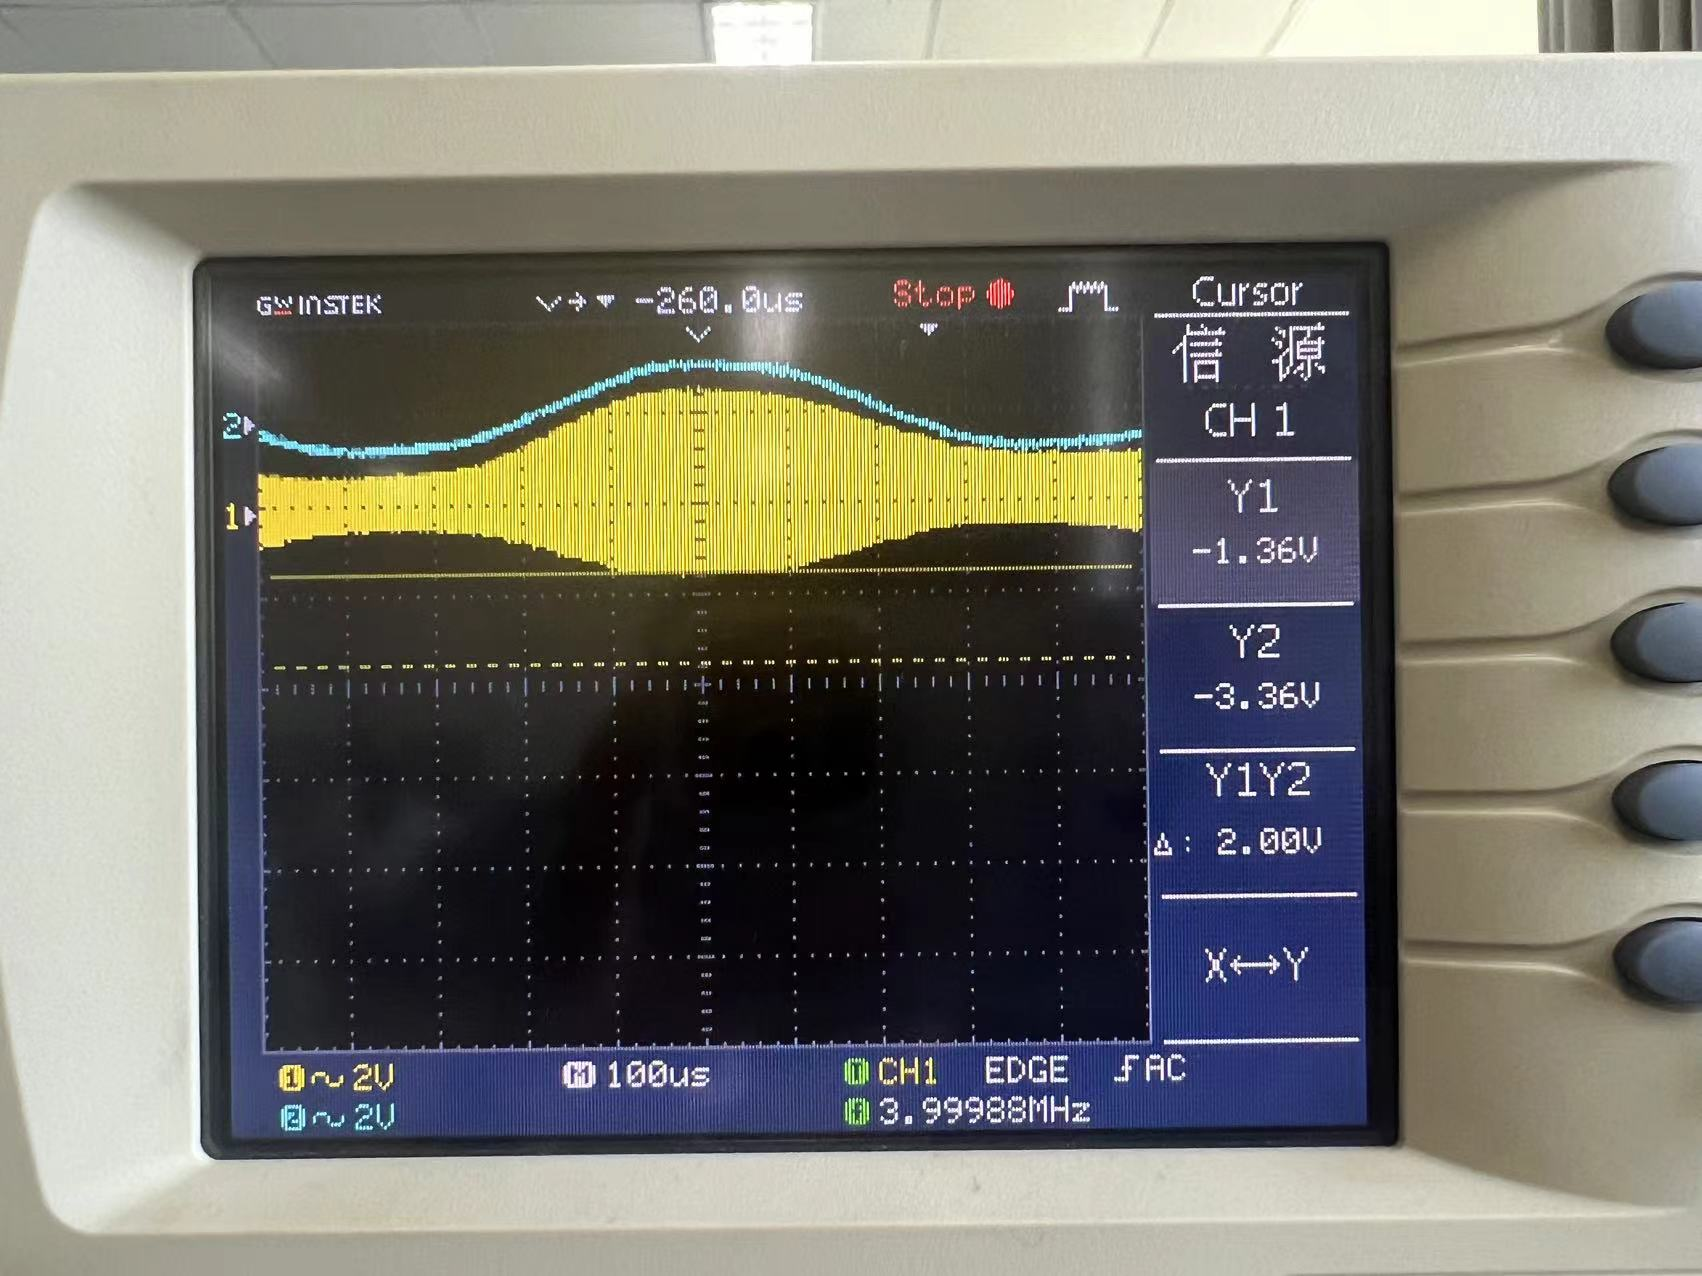 GW INSTEK -260.0us Stop Cursor
信 源
CH 1
2
1
Y1
-1.36V
Y2
-3.36V
Y1Y2
Δ: 2.00V
X↔Y
1 ~ 2V M 100us T CH1 EDGE AC
2 ~ 2V 3.99988MHz